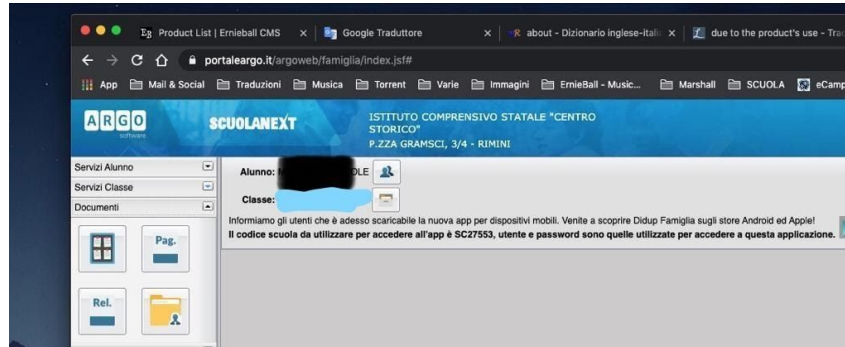 Product List | Ernieball CMS
Google Traduttore
about - Dizionario inglese-itali
due to the product's use - Trad
portaleargo.it/argoweb/famiglia/index.jsf#
App
Mail & Social
Traduzioni
Musica
Torrent
Varie
Immagini
ErnieBall - Music...
Marshall
SCUOLA
eCamp
ARGO
software
SCUOLANEXT
ISTITUTO COMPRENSIVO STATALE "CENTRO
STORICO"
P.ZZA GRAMSCI, 3/4 - RIMINI
Servizi Alunno
Servizi Classe
Documenti
Alunno: OLE
Classe:
Informiamo gli utenti che è adesso scaricabile la nuova app per dispositivi mobili. Venite a scoprire Didup Famiglia sugli store Android ed Apple!
Il codice scuola da utilizzare per accedere all'app è SC27553, utente e password sono quelle utilizzate per accedere a questa applicazione.
Pag.
Rel.